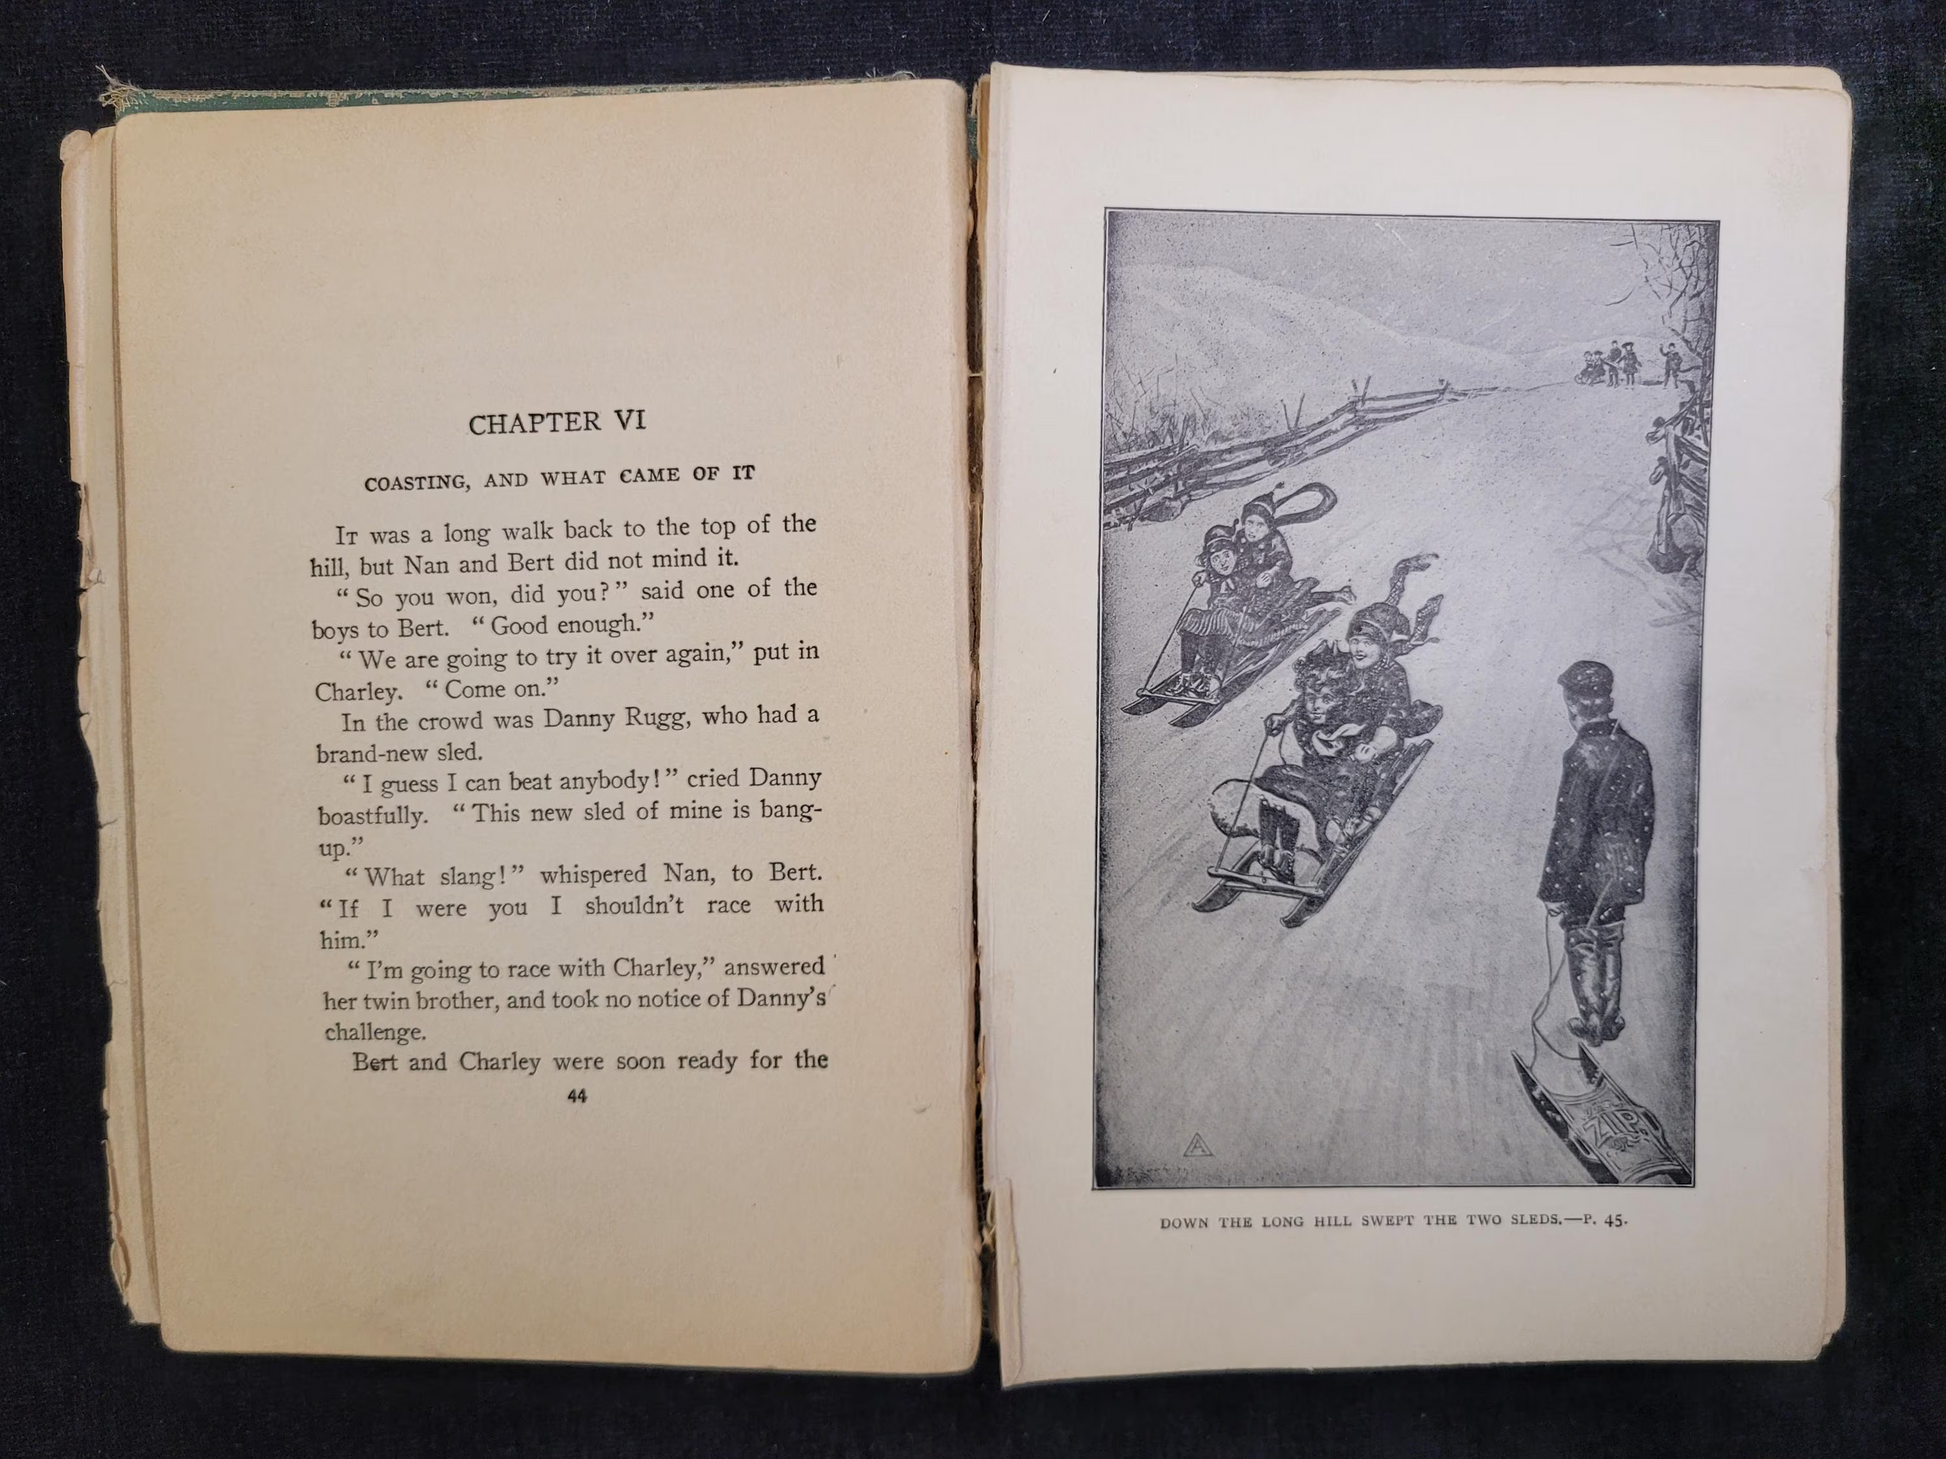 CHAPTER VI
COASTING, AND WHAT CAME OF IT
IT was a long walk back to the top of the
hill, but Nan and Bert did not mind it.
“So you won, did you?” said one of the
boys to Bert. “Good enough.”
“We are going to try it over again,” put in
Charley. “Come on.”
In the crowd was Danny Rugg, who had a
brand-new sled.
“I guess I can beat anybody!” cried Danny
boastfully. “This new sled of mine is bang-
up.”
“What slang!” whispered Nan, to Bert.
“If I were you I shouldn’t race with
him.”
“I’m going to race with Charley,” answered
her twin brother, and took no notice of Danny’s
challenge.
Bert and Charley were soon ready for the
44
ZIP
DOWN THE LONG HILL SWEPT THE TWO SLEDS.—P. 45.